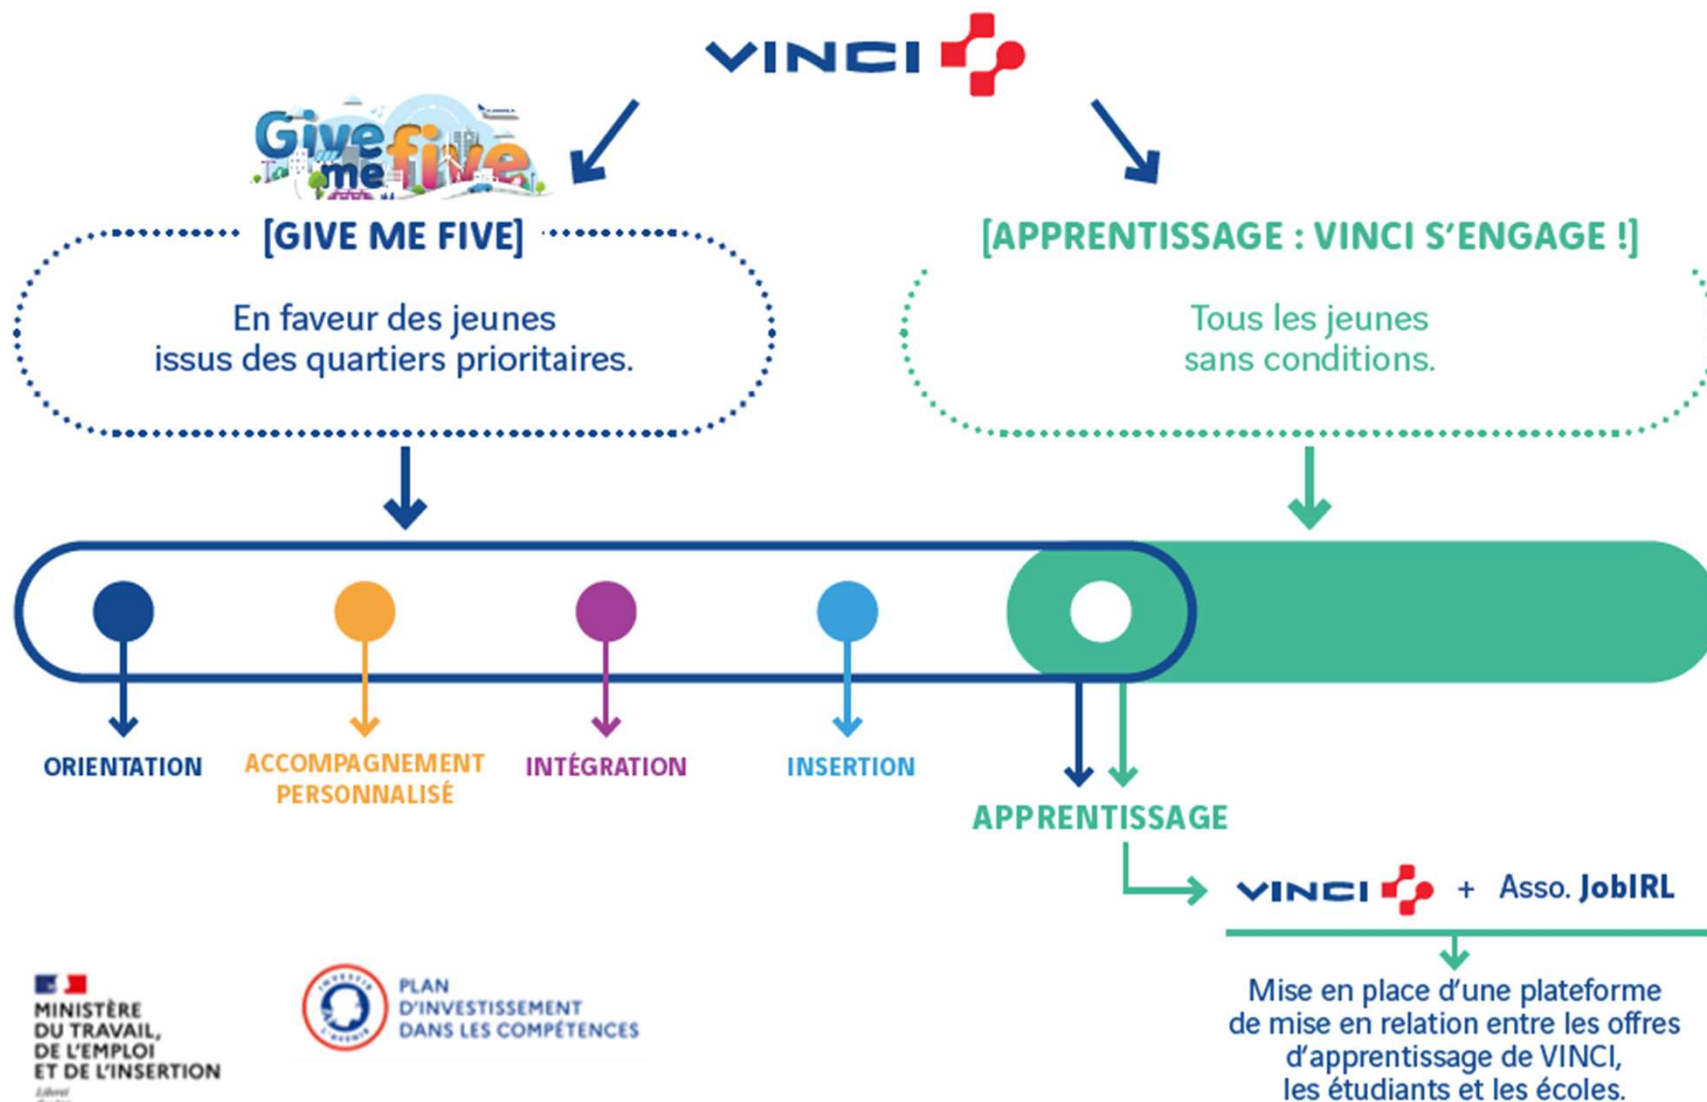 VINCI
Give
me five
[GIVE ME FIVE]
En faveur des jeunes
issus des quartiers prioritaires.
[APPRENTISSAGE : VINCI S’ENGAGE !]
Tous les jeunes
sans conditions.
ORIENTATION
ACCOMPAGNEMENT
PERSONNALISÉ
INTÉGRATION
INSERTION
APPRENTISSAGE
VINCI + Asso. JobIRL
Mise en place d’une plateforme
de mise en relation entre les offres
d’apprentissage de VINCI,
les étudiants et les écoles.
MINISTÈRE
DU TRAVAIL,
DE L’EMPLOI
ET DE L’INSERTION
INVESTIR
L’AVENIR
PLAN
D’INVESTISSEMENT
DANS LES COMPÉTENCES